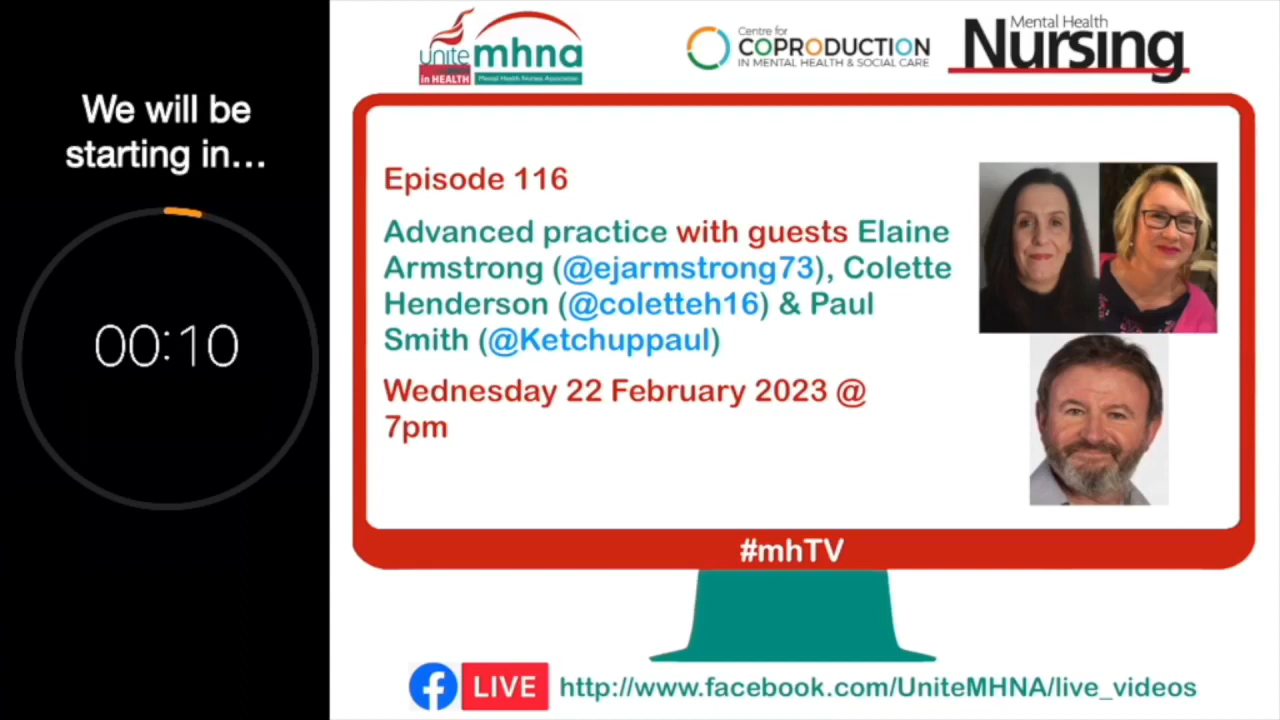 We will be
starting in...
00:10
unite
in HEALTH
mhna
Mental Health Nurses Association
Centre for
COPRODUCTION
IN MENTAL HEALTH & SOCIAL CARE
Mental Health
Nursing
Episode 116
Advanced practice with guests Elaine
Armstrong (@ejarmstrong73), Colette
Henderson (@coletteh16) & Paul
Smith (@Ketchuppaul)
Wednesday 22 February 2023 @
7pm
#mhTV
LIVE
http://www.facebook.com/UniteMHNA/live_videos